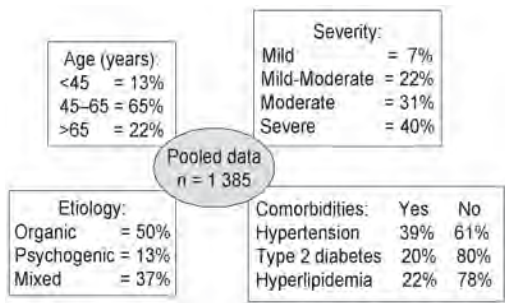 Age (years):
<45 = 13%
45–65 = 65%
>65 = 22%
Severity:
Mild = 7%
Mild-Moderate = 22%
Moderate = 31%
Severe = 40%
Pooled data
n = 1 385
Etiology:
Organic = 50%
Psychogenic = 13%
Mixed = 37%
Comorbidities: Yes No
Hypertension 39% 61%
Type 2 diabetes 20% 80%
Hyperlipidemia 22% 78%